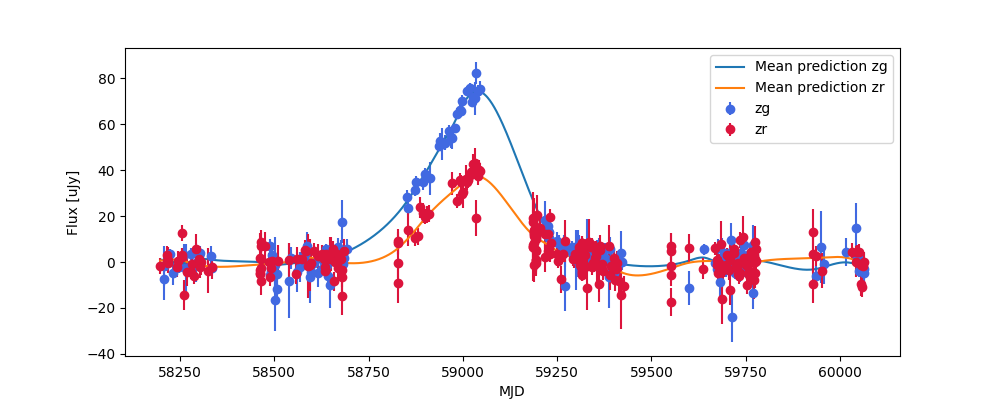 80
60
40
20
0
−20
−40
Flux [uJy]
58250
58500
58750
59000
59250
59500
59750
60000
MJD
Mean prediction zg
Mean prediction zr
zg
zr